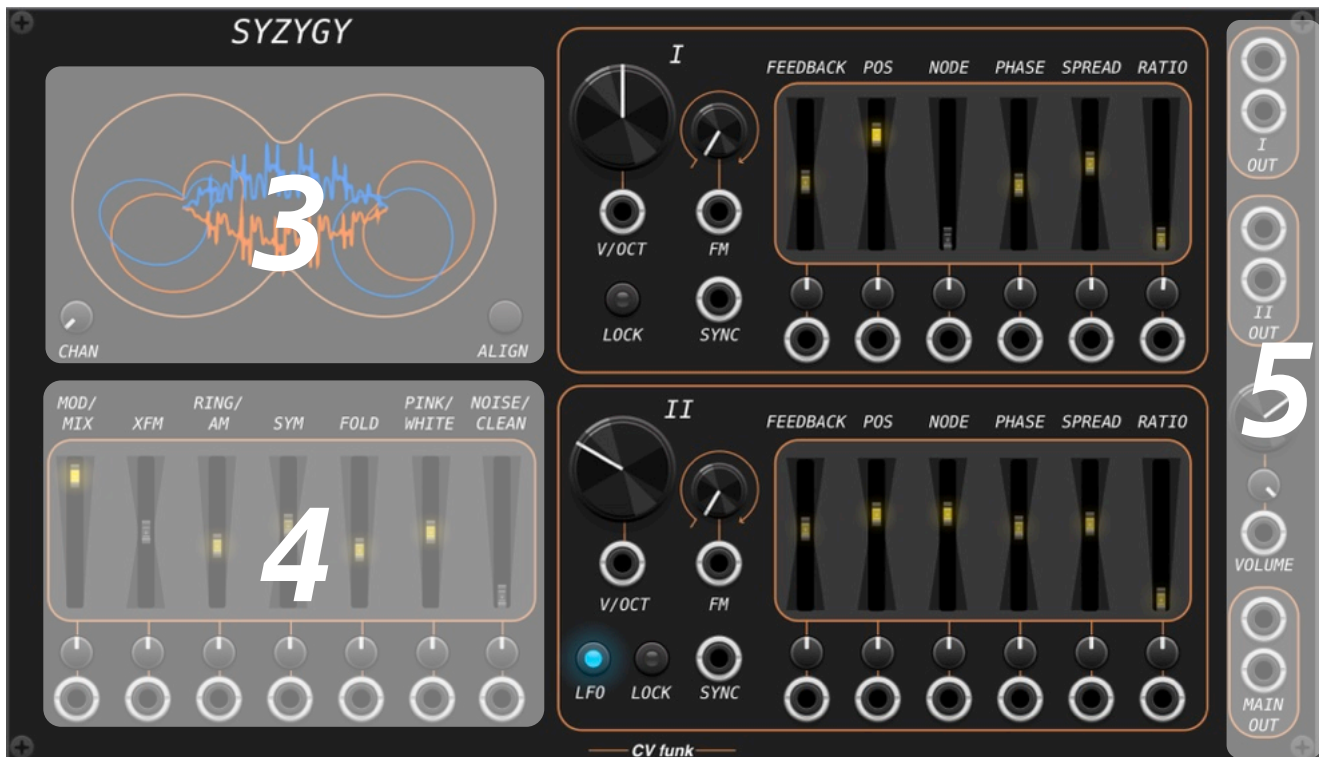 SYZYGY
3
CHAN
ALIGN
MOD/
MIX
XFM
RING/
AM
SYM
FOLD
PINK/
WHITE
NOISE/
CLEAN
4
I
FEEDBACK POS NODE PHASE SPREAD RATIO
V/OCT
FM
LOCK
SYNC
II
FEEDBACK POS NODE PHASE SPREAD RATIO
V/OCT
FM
LFO
LOCK
SYNC
I
OUT
II
OUT
5
VOLUME
MAIN
OUT
CV funk